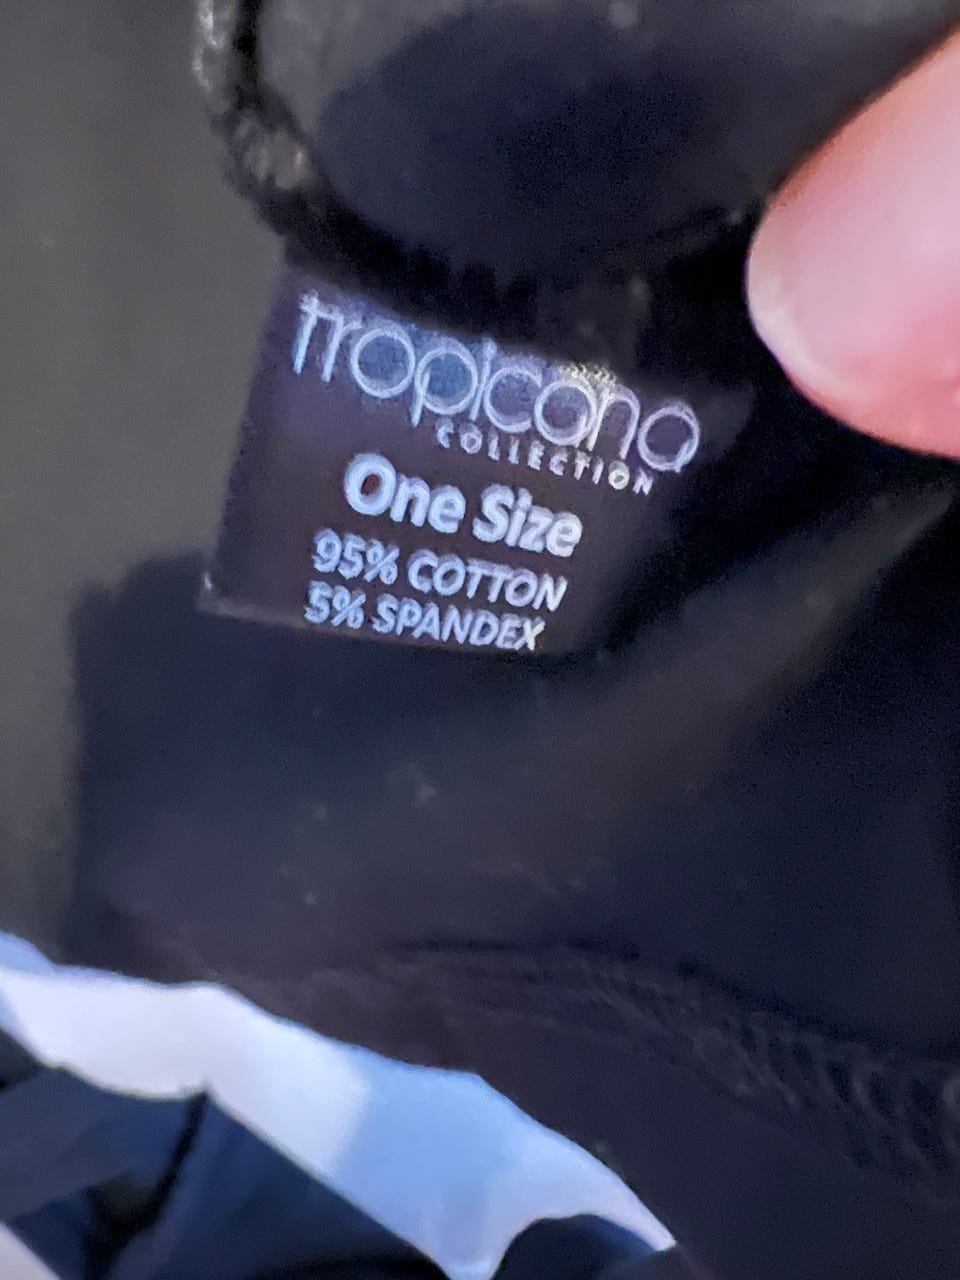 tropicana
COLLECTION
One Size
95% COTTON
5% SPANDEX